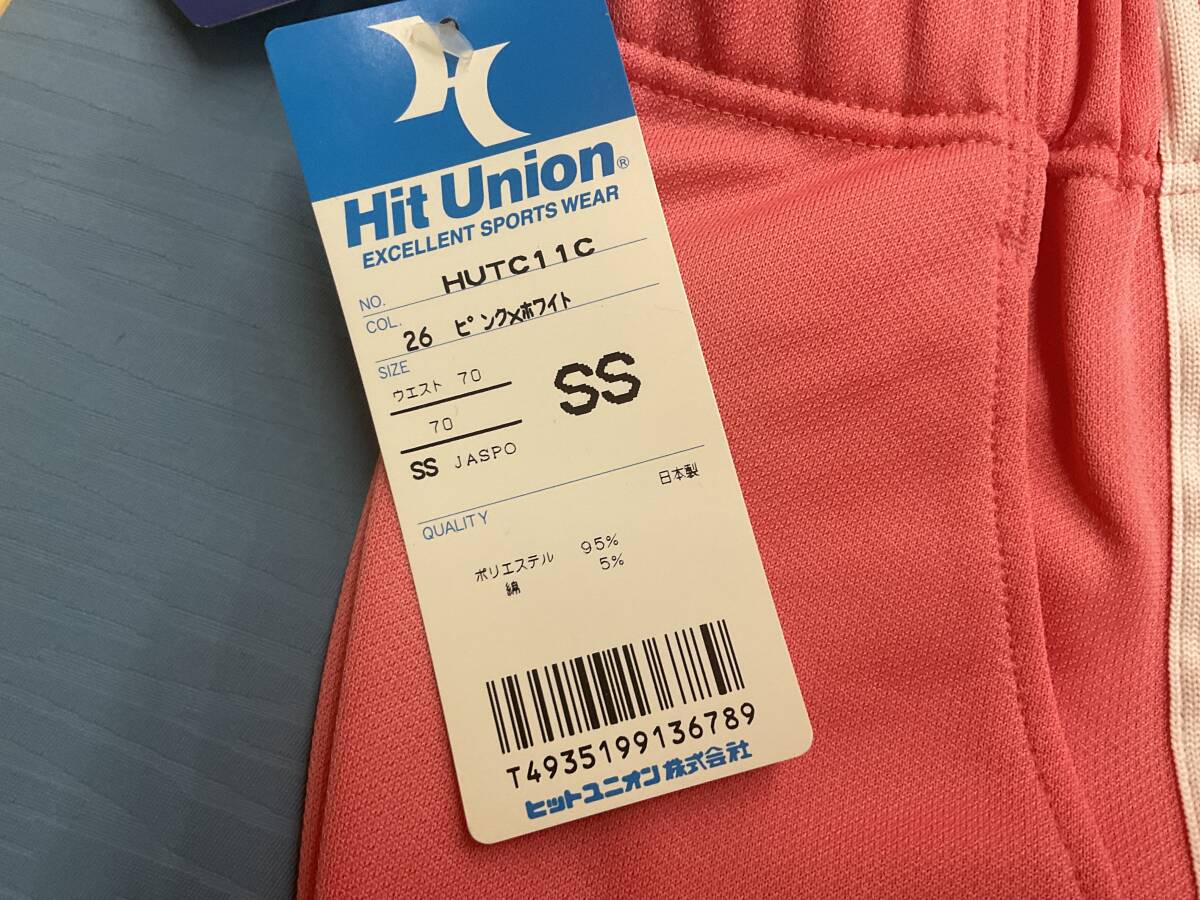 Hit Union®
EXCELLENT SPORTS WEAR
NO. HUTC11C
COL. 26 ピンク×ホワイト
SIZE
ウエスト 70
70
SS JASPO
SS
日本製
QUALITY
ポリエステル 95%
綿 5%
T4935199136789
ヒットユニオン株式会社